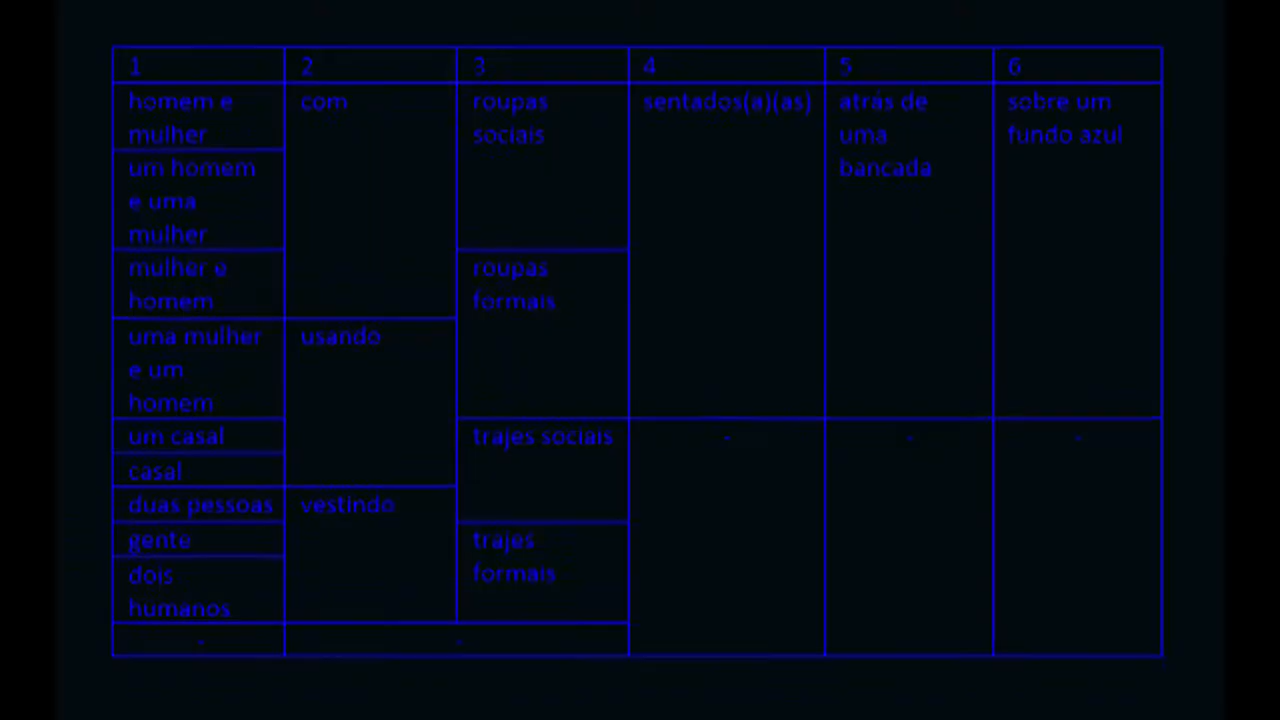 1 2 3 4 5 6
homem e mulher
um homem e uma mulher
mulher e homem
uma mulher e um homem
um casal
casal
duas pessoas
gente
dois humanos
-
com
usando
vestindo
-
roupas sociais
roupas formais
trajes sociais
trajes formais
sentados(a)(as)
-
atrás de uma bancada
-
sobre um fundo azul
-